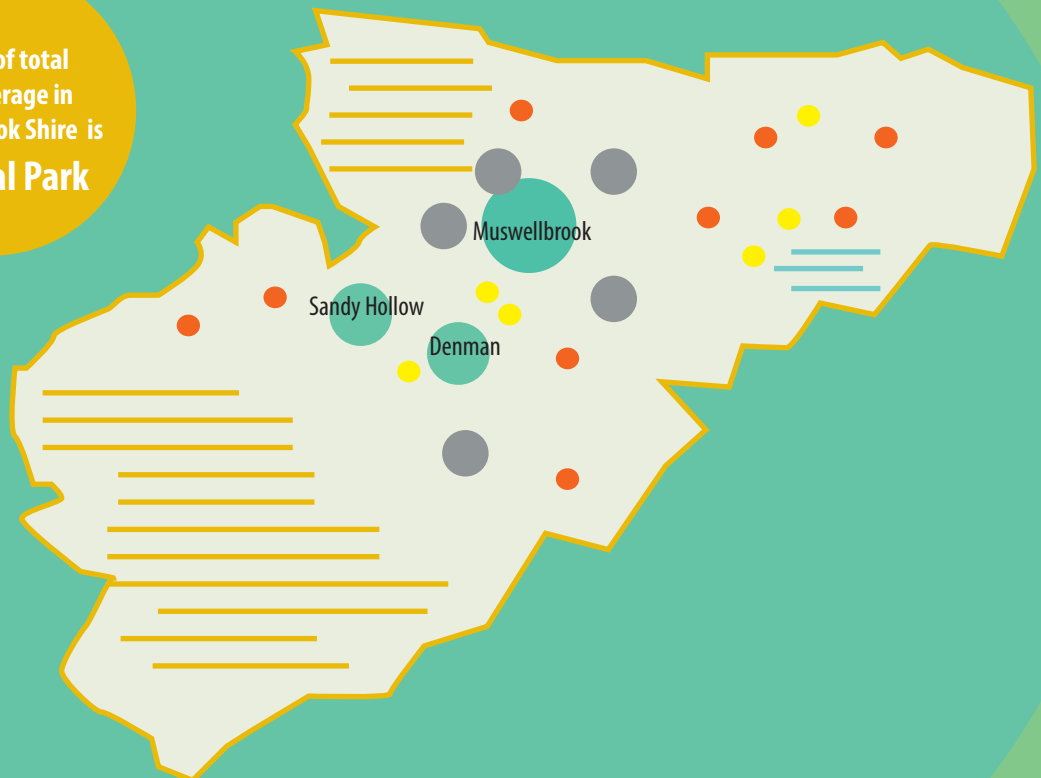 of total
erage in
ok Shire is
al Park
Muswellbrook
Sandy Hollow
Denman